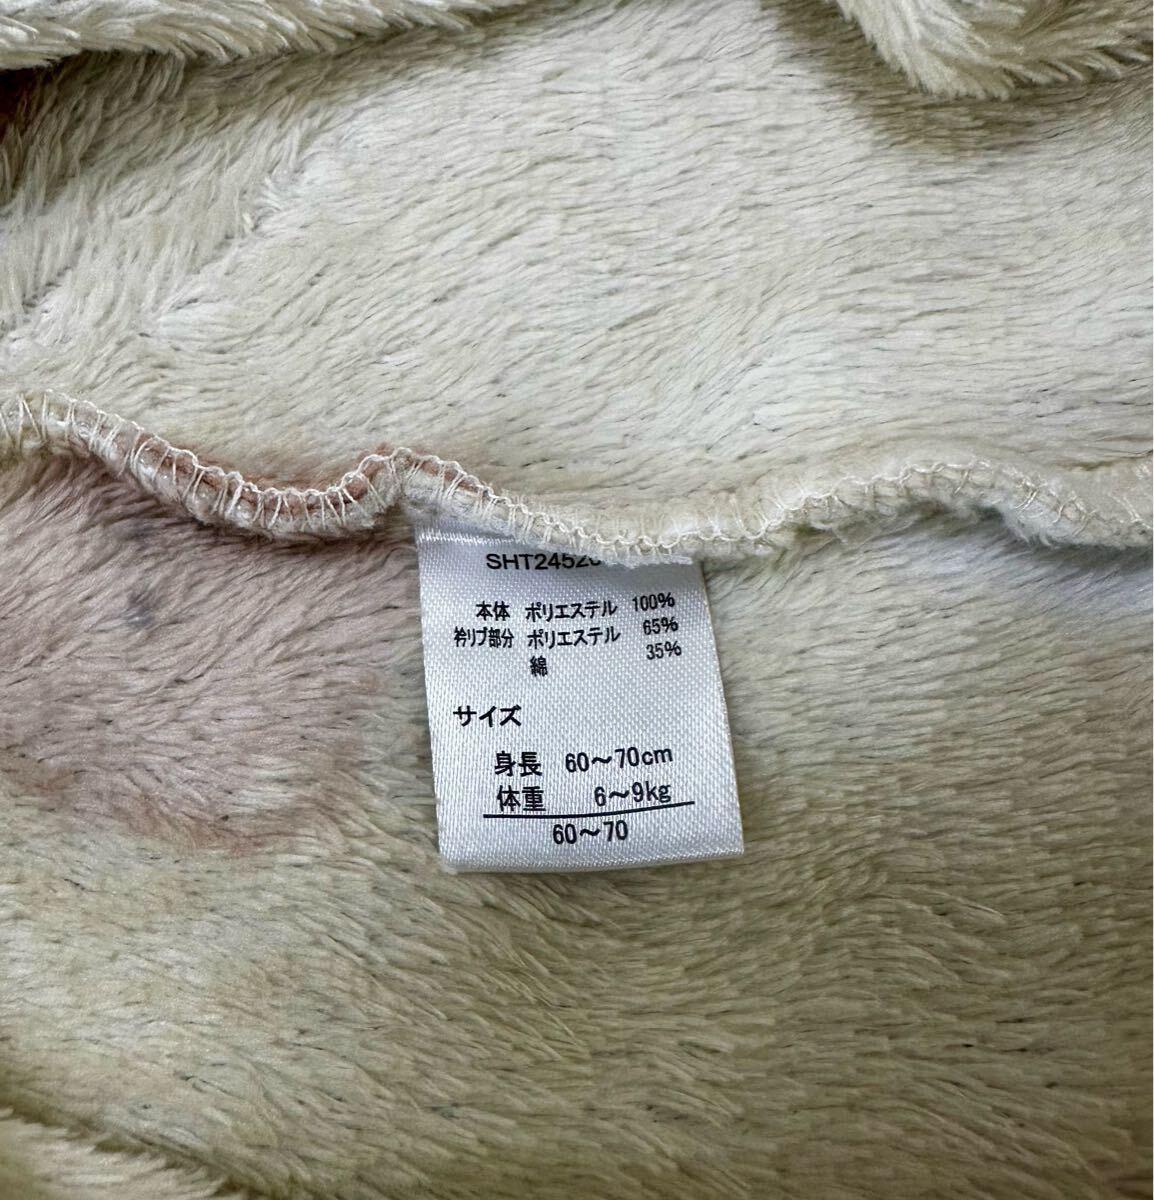 本体 ポリエステル 100%
衿リブ部分 ポリエステル 65%
綿 35%
サイズ
身長 60～70cm
体重 6～9kg
60～70